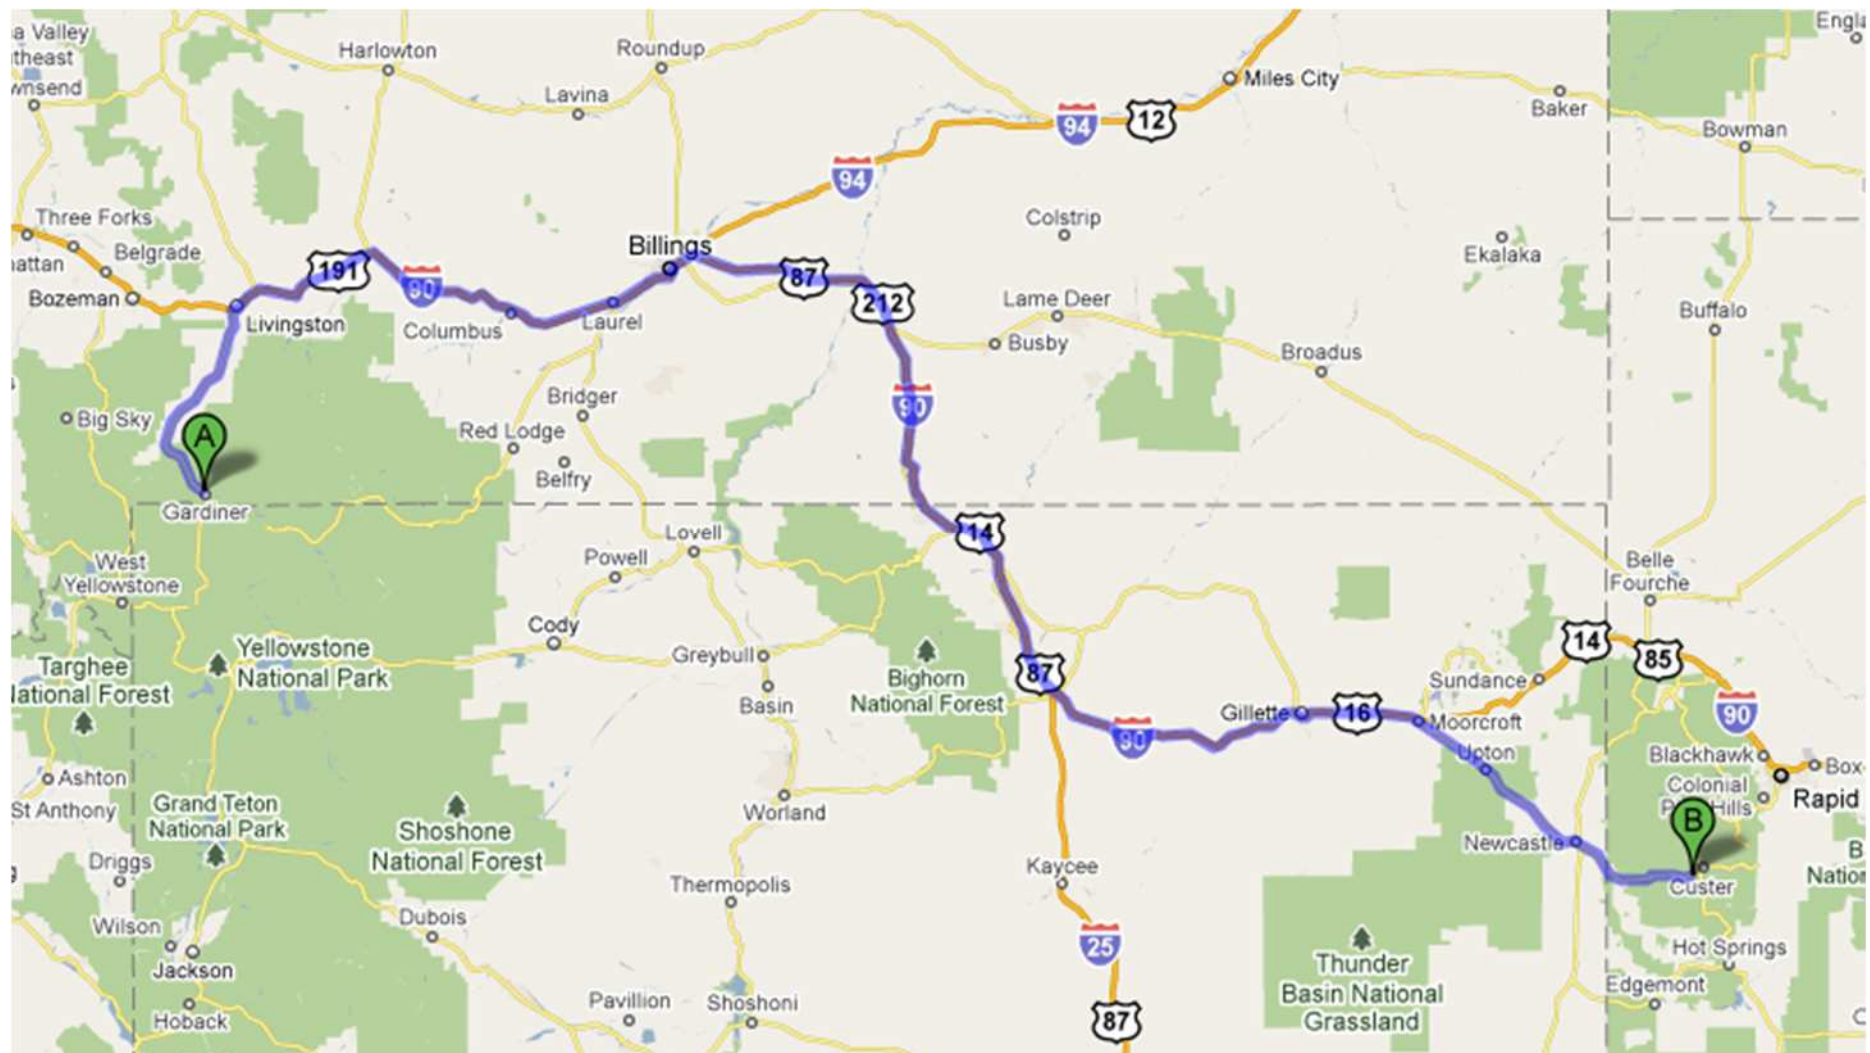 a Valley
theast
wnsend
Harlowton
Roundup
Lavina
Miles City
94
12
Baker
Engl
Bowman
94
Three Forks
Belgrade
attan
Bozeman
Livingston
191
90
Columbus
Laurel
Billings
87
212
Colstrip
Ekalaka
Lame Deer
Busby
Broadus
Buffalo
90
Big Sky
A
Gardiner
Bridger
Red Lodge
Belfry
14
Lovell
Powell
West
Yellowstone
Cody
Greybull
Basin
Belle
Fourche
Yellowstone
National Park
Targhee
National Forest
Bighorn
National Forest
87
90
Gillette
16
Moorcroft
Upton
Sundance
14
85
90
Blackhawk
Box
Colonial
Hills
Rapid
B
Newcastle
Custer
B
Nation
Ashton
St Anthony
Grand Teton
National Park
Shoshone
National Forest
Worland
Driggs
Thermopolis
Kaycee
Wilson
Jackson
Hoback
Dubois
Pavillion
Shoshoni
25
87
Thunder
Basin National
Grassland
Hot Springs
Edgemont